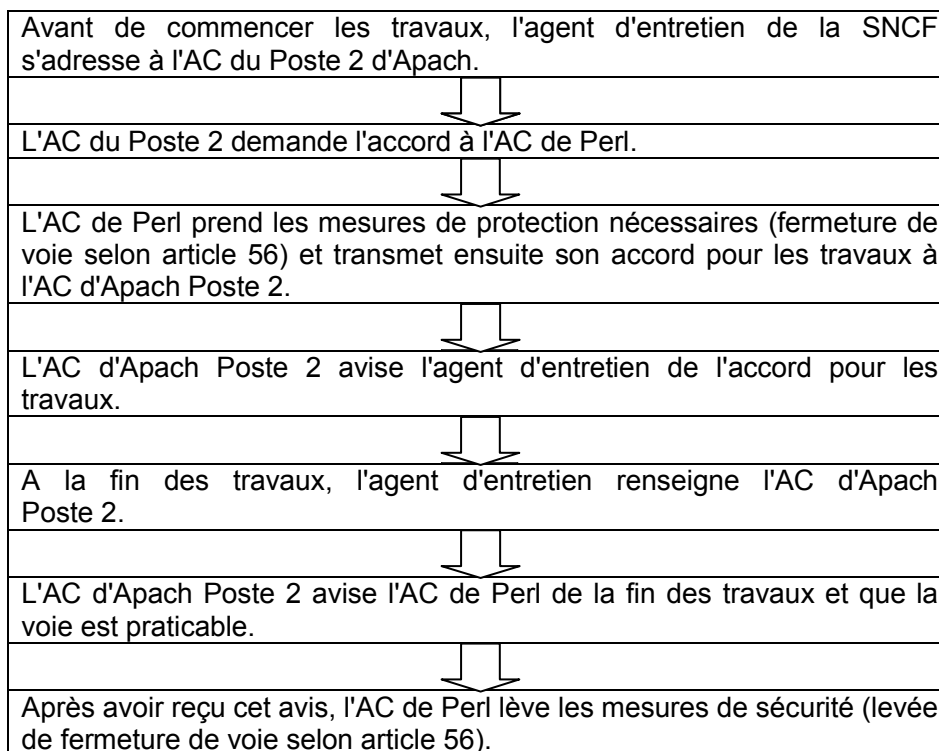 Avant de commencer les travaux, l'agent d'entretien de la SNCF
s'adresse à l'AC du Poste 2 d'Apach.
L'AC du Poste 2 demande l'accord à l'AC de Perl.
L'AC de Perl prend les mesures de protection nécessaires (fermeture de
voie selon article 56) et transmet ensuite son accord pour les travaux à
l'AC d'Apach Poste 2.
L'AC d'Apach Poste 2 avise l'agent d'entretien de l'accord pour les
travaux.
A la fin des travaux, l'agent d'entretien renseigne l'AC d'Apach
Poste 2.
L'AC d'Apach Poste 2 avise l'AC de Perl de la fin des travaux et que la
voie est praticable.
Après avoir reçu cet avis, l'AC de Perl lève les mesures de sécurité (levée
de fermeture de voie selon article 56).